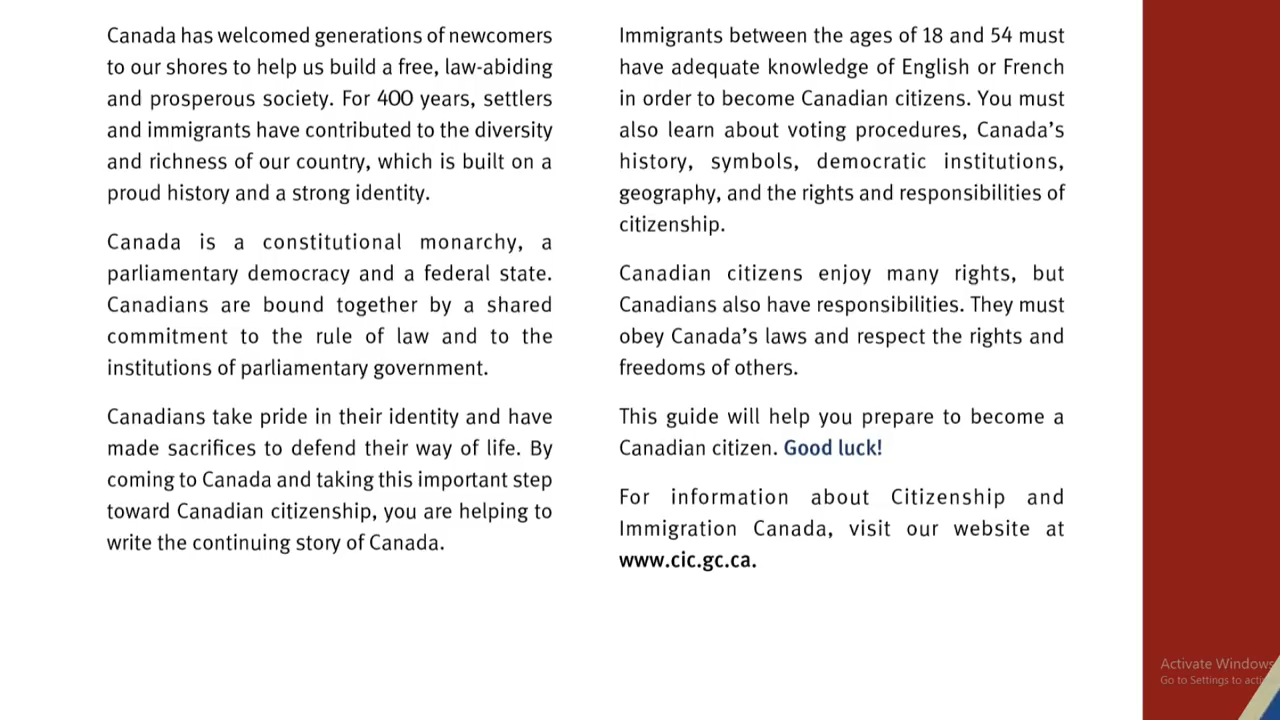 Canada has welcomed generations of newcomers
to our shores to help us build a free, law-abiding
and prosperous society. For 400 years, settlers
and immigrants have contributed to the diversity
and richness of our country, which is built on a
proud history and a strong identity.
Canada is a constitutional monarchy, a
parliamentary democracy and a federal state.
Canadians are bound together by a shared
commitment to the rule of law and to the
institutions of parliamentary government.
Canadians take pride in their identity and have
made sacrifices to defend their way of life. By
coming to Canada and taking this important step
toward Canadian citizenship, you are helping to
write the continuing story of Canada.
Immigrants between the ages of 18 and 54 must
have adequate knowledge of English or French
in order to become Canadian citizens. You must
also learn about voting procedures, Canada's
history, symbols, democratic institutions,
geography, and the rights and responsibilities of
citizenship.
Canadian citizens enjoy many rights, but
Canadians also have responsibilities. They must
obey Canada's laws and respect the rights and
freedoms of others.
This guide will help you prepare to become a
Canadian citizen. Good luck!
For information about Citizenship and
Immigration Canada, visit our website at
www.cic.gc.ca.
Activate Windows
Go to Settings to